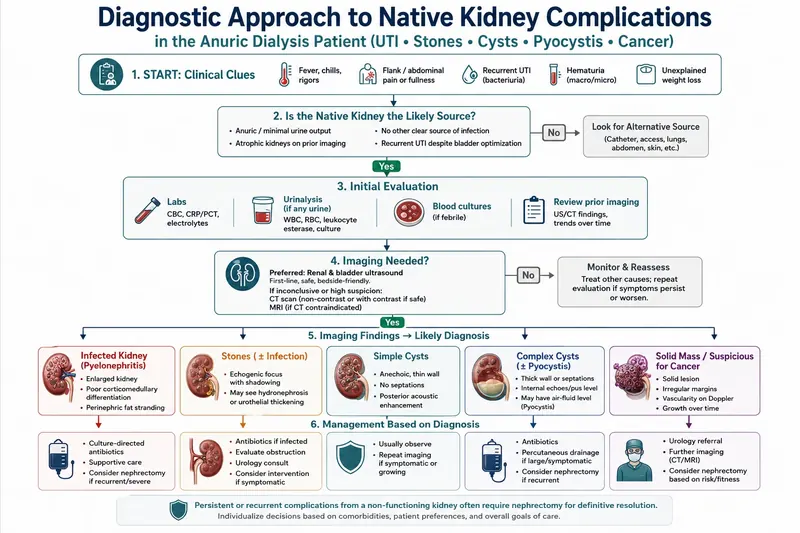 Diagnostic Approach to Native Kidney Complications
in the Anuric Dialysis Patient (UTI • Stones • Cysts • Pyocystis • Cancer)
1. START: Clinical Clues
Fever, chills,
rigors
Flank / abdominal
pain or fullness
Recurrent UTI
(bacteriuria)
Hematuria
(macro/micro)
Unexplained
weight loss
2. Is the Native Kidney the Likely Source?
• Anuric / minimal urine output
• Atrophic kidneys on prior imaging
• No other clear source of infection
• Recurrent UTI despite bladder optimization
No
Look for Alternative Source
(Catheter, access, lungs,
abdomen, skin, etc.)
Yes
3. Initial Evaluation
Labs
CBC, CRP/PCT,
electrolytes
Urinalysis
(if any urine)
WBC, RBC, leukocyte
esterase, culture
Blood cultures
(if febrile)
Review prior imaging
US/CT findings,
trends over time
4. Imaging Needed?
Preferred: Renal & bladder ultrasound
First-line, safe, bedside-friendly.
If inconclusive or high suspicion:
CT scan (non-contrast or with contrast if safe)
MRI (if CT contraindicated)
No
Monitor & Reassess
Treat other causes; repeat
evaluation if symptoms persist
or worsen.
Yes
5. Imaging Findings → Likely Diagnosis
Infected Kidney
(Pyelonephritis)
• Enlarged kidney
• Poor corticomedullary
differentiation
• Perinephric fat stranding
Stones (± Infection)
• Echogenic focus
with shadowing
• May see hydronephrosis
or urothelial thickening
Simple Cysts
• Anechoic, thin wall
• No septations
• Posterior acoustic
enhancement
Complex Cysts
(± Pyocystis)
• Thick wall or septations
• Internal echoes/pus level
• May have air-fluid level
(Pyocystis)
Solid Mass / Suspicious
for Cancer
• Solid lesion
• Irregular margins
• Vascularity on Doppler
• Growth over time
6. Management Based on Diagnosis
• Culture-directed
antibiotics
• Supportive care
• Consider nephrectomy
if recurrent/severe
• Antibiotics if infected
• Evaluate obstruction
• Urology consult
• Consider intervention
if symptomatic
• Usually observe
• Repeat imaging
if symptomatic or
growing
• Antibiotics
• Percutaneous drainage
if large/symptomatic
• Consider nephrectomy
if recurrent
• Urology referral
• Further imaging
(CT/MRI)
• Consider nephrectomy
based on risk/fitness
Persistent or recurrent complications from a non-functioning kidney often require nephrectomy for definitive resolution.
Individualize decisions based on comorbidities, patient preferences, and overall goals of care.